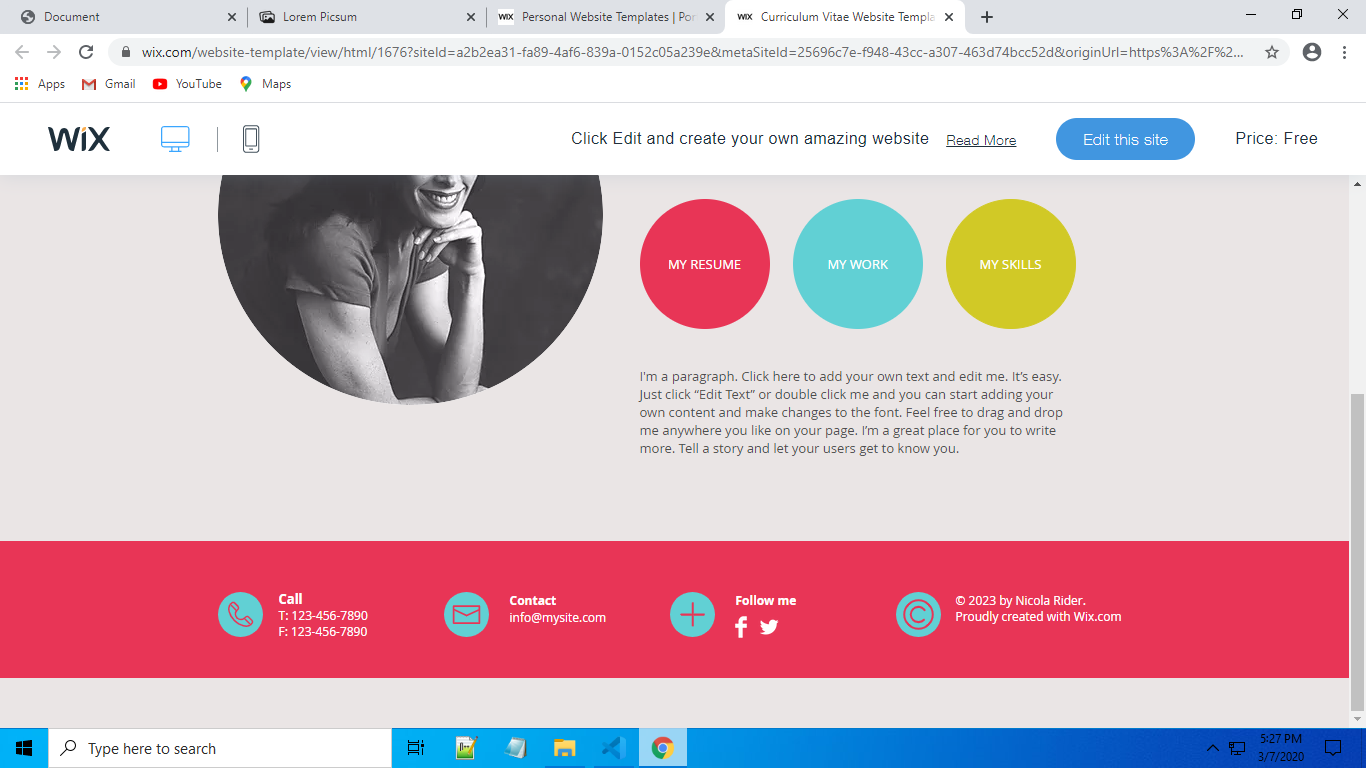 Document
Lorem Picsum
WIX Personal Website Templates | Por
WIX Curriculum Vitae Website Templa
wix.com/website-template/view/html/1676?siteId=a2b2ea31-fa89-4af6-839a-0152c05a239e&metaSiteId=25696c7e-f948-43cc-a307-463d74bcc52d&originUrl=https%3A%2F%2...
Apps Gmail YouTube Maps
WiX Click Edit and create your own amazing website Read More Edit this site Price: Free
MY RESUME MY WORK MY SKILLS
I'm a paragraph. Click here to add your own text and edit me. It’s easy.
Just click “Edit Text” or double click me and you can start adding your
own content and make changes to the font. Feel free to drag and drop
me anywhere you like on your page. I’m a great place for you to write
more. Tell a story and let your users get to know you.
Call
T: 123-456-7890
F: 123-456-7890
Contact
info@mysite.com
Follow me
© 2023 by Nicola Rider.
Proudly created with Wix.com
Type here to search
5:27 PM
3/7/2020